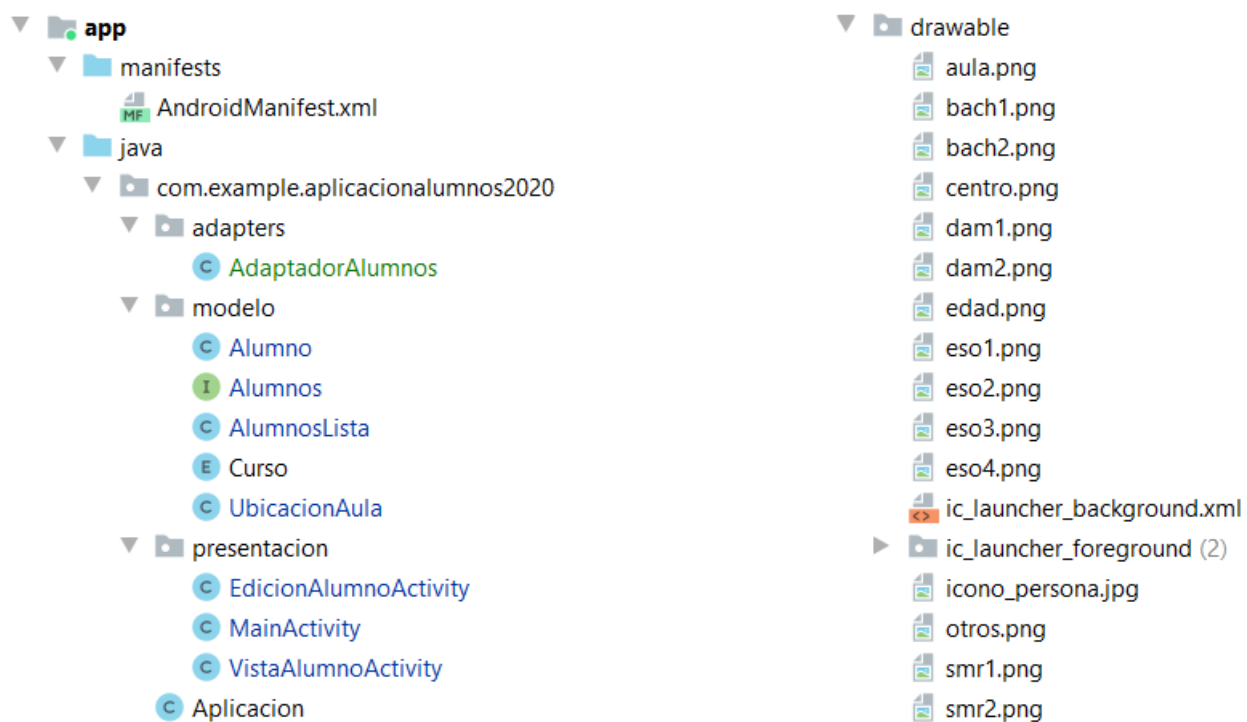 app
manifests
MF AndroidManifest.xml
java
com.example.aplicacionalumnos2020
adapters
C AdaptadorAlumnos
modelo
C Alumno
I Alumnos
C AlumnosLista
E Curso
C UbicacionAula
presentacion
C EdicionAlumnoActivity
C MainActivity
C VistaAlumnoActivity
C Aplicacion
drawable
aula.png
bach1.png
bach2.png
centro.png
dam1.png
dam2.png
edad.png
eso1.png
eso2.png
eso3.png
eso4.png
<> ic_launcher_background.xml
ic_launcher_foreground (2)
icono_persona.jpg
otros.png
smr1.png
smr2.png